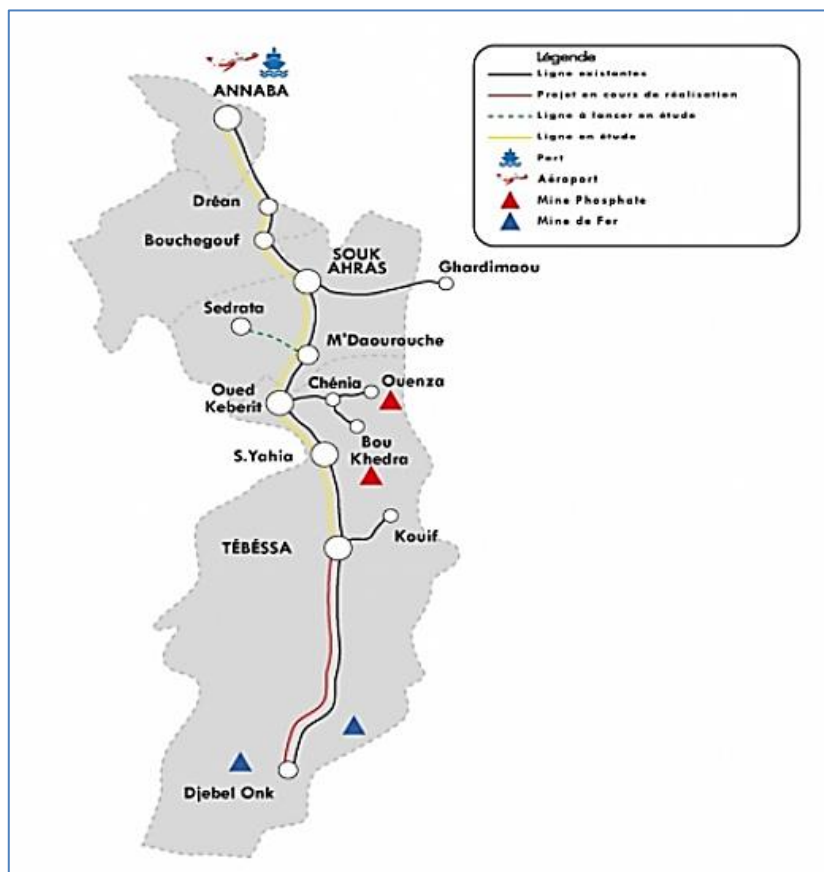 Légende
Ligne existantes
Projet en cours de réalisation
Ligne à lancer en étude
Ligne en étude
Port
Aéroport
Mine Phosphate
Mine de Fer
ANNABA
Dréan
Bouchegouf
SOUK
AHRAS
Ghardimaou
Sedrata
M'Daourouche
Oued
Keberit
Chénia
Ouenza
Bou
Khedra
S.Yahia
Kouif
TÉBÉSSA
Djebel Onk